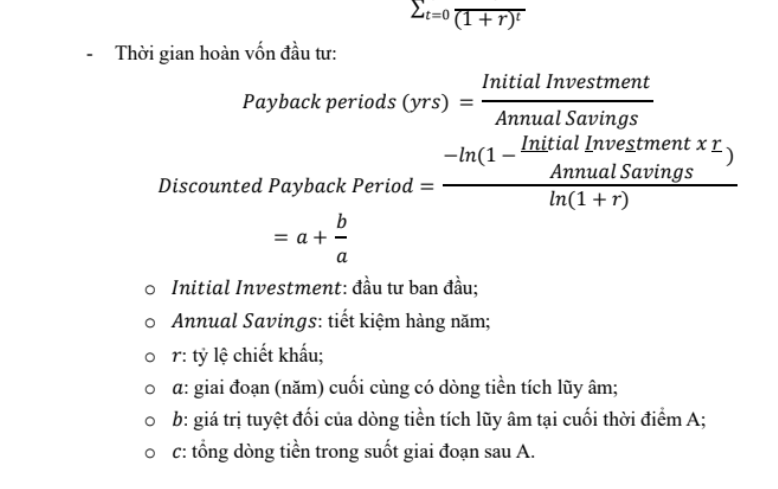 Σt=0 (1 + r)^t
- Thời gian hoàn vốn đầu tư:
Payback periods (yrs) = Initial Investment / Annual Savings
Discounted Payback Period = −ln(1 − Initial Investment x r / Annual Savings) / ln(1 + r)
= a + b / a
o Initial Investment: đầu tư ban đầu;
o Annual Savings: tiết kiệm hàng năm;
o r: tỷ lệ chiết khấu;
o a: giai đoạn (năm) cuối cùng có dòng tiền tích lũy âm;
o b: giá trị tuyệt đối của dòng tiền tích lũy âm tại cuối thời điểm A;
o c: tổng dòng tiền trong suốt giai đoạn sau A.